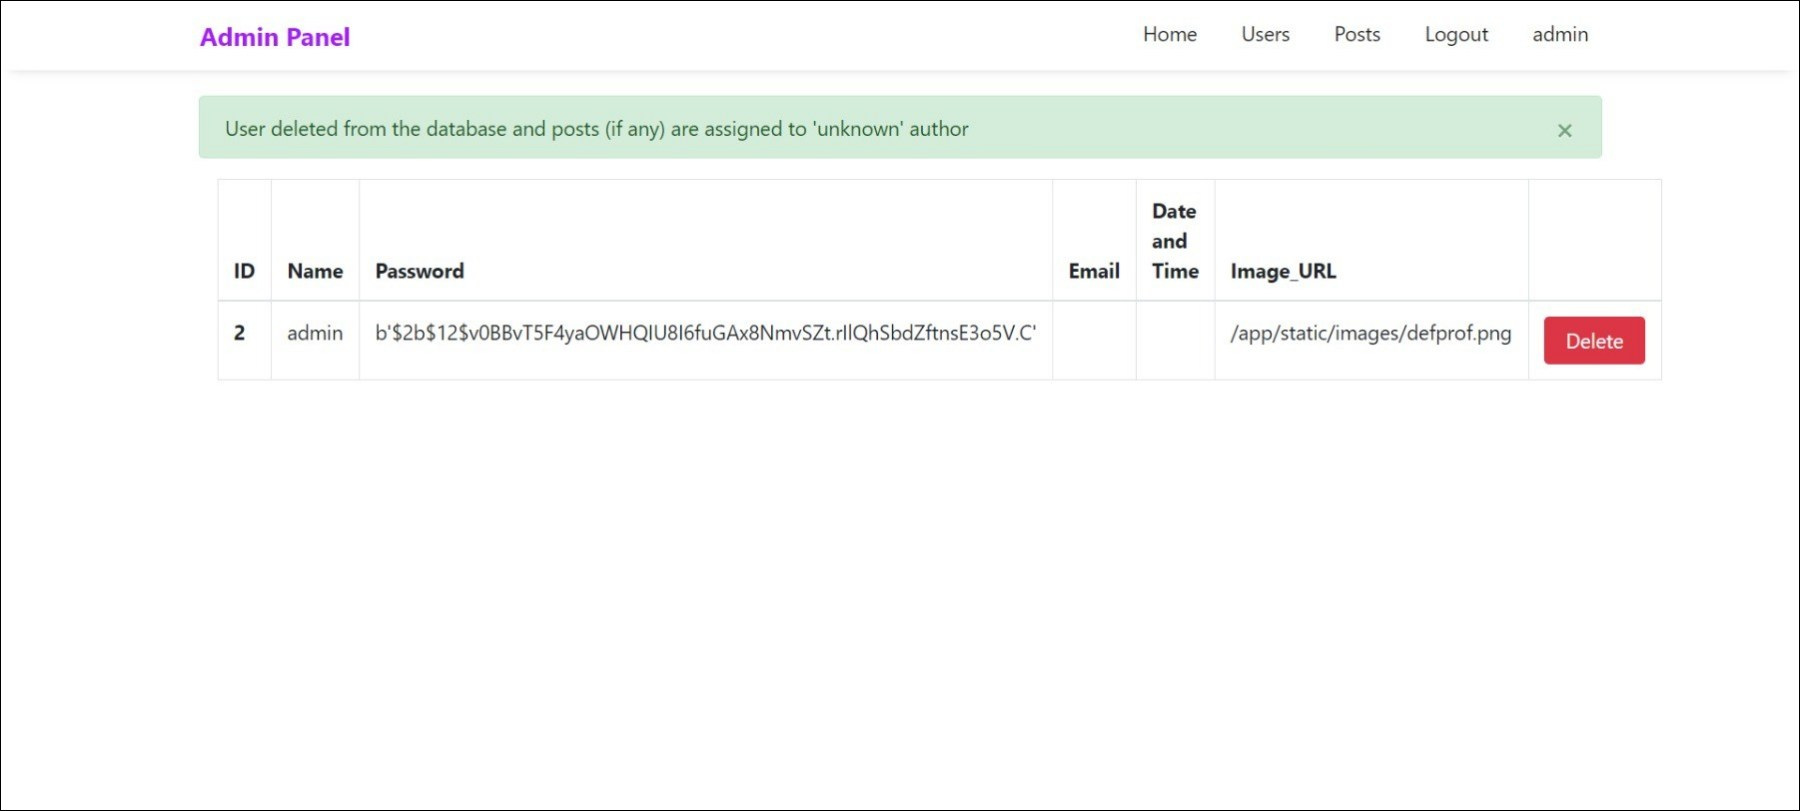 Admin Panel Home Users Posts Logout admin
User deleted from the database and posts (if any) are assigned to 'unknown' author ×
ID Name Password Email Date and Time Image_URL
2 admin b'$2b$12$v0BBvT5F4yaOWHQIU8I6fuGAx8NmvSZt.rIlQhSbdZftnsE3o5V.C' /app/static/images/defprof.png Delete